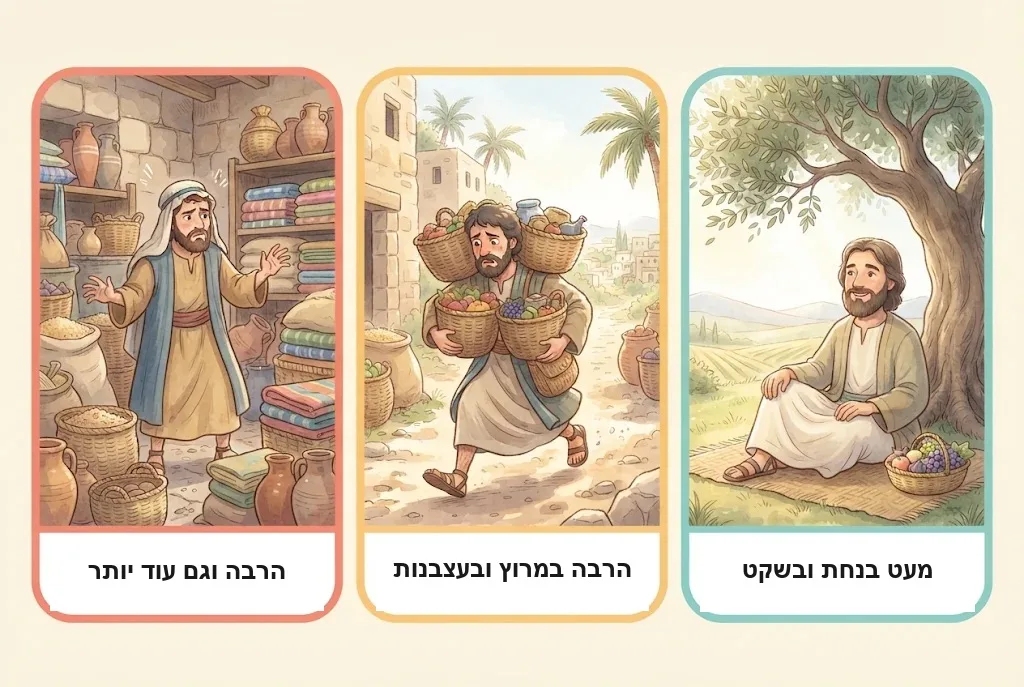 מעט בנחת ובשקט
הרבה במרוץ ובעצבנות
הרבה וגם עוד יותר